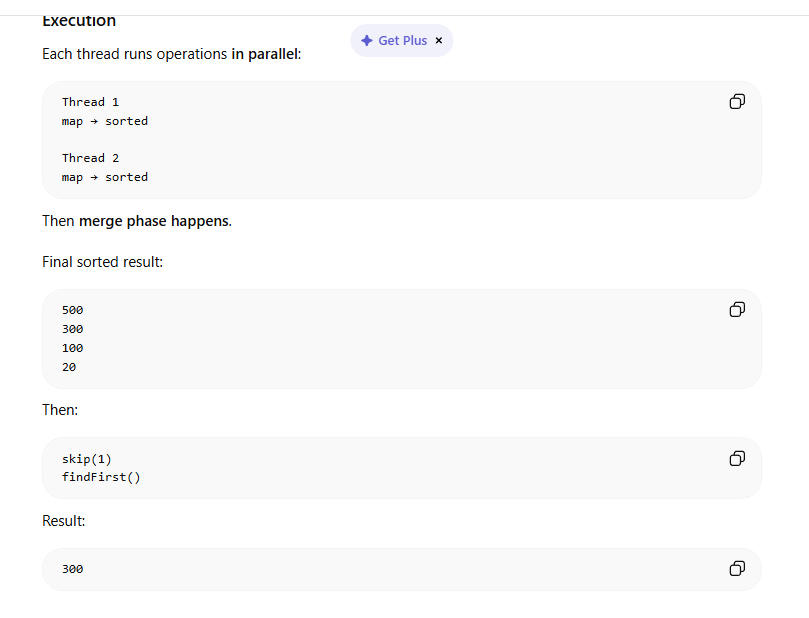 Execution
Get Plus ×
Each thread runs operations in parallel:
Thread 1
map → sorted
Thread 2
map → sorted
Then merge phase happens.
Final sorted result:
500
300
100
20
Then:
skip(1)
findFirst()
Result:
300